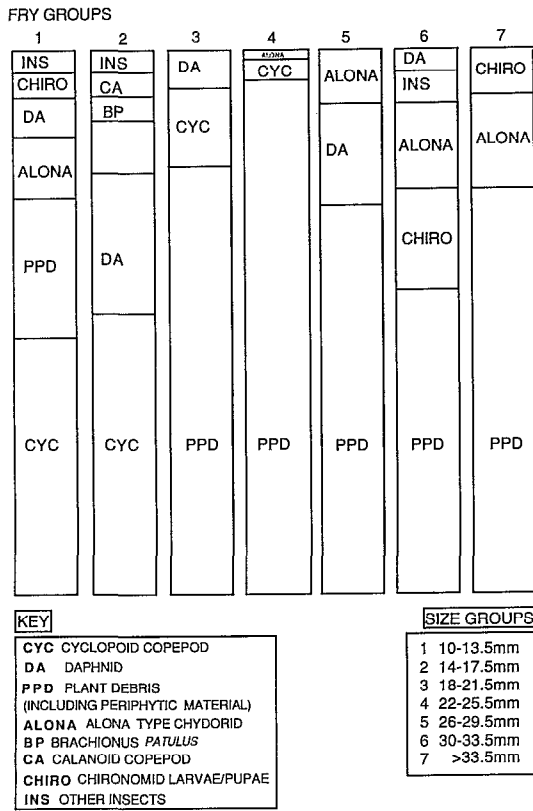 FRY GROUPS
1 2 3 4 5 6 7
INS
CHIRO
DA
ALONA
PPD
CYC
INS
CA
BP
DA
CYC
DA
CYC
PPD
ALONA
CYC
PPD
ALONA
DA
PPD
DA
INS
ALONA
CHIRO
PPD
CHIRO
ALONA
PPD
KEY
CYC CYCLOPOID COPEPOD
DA DAPHNID
PPD PLANT DEBRIS
(INCLUDING PERIPHYTIC MATERIAL)
ALONA ALONA TYPE CHYDORID
BP BRACHIONUS PATULUS
CA CALANOID COPEPOD
CHIRO CHIRONOMID LARVAE/PUPAE
INS OTHER INSECTS
SIZE GROUPS
1 10-13.5mm
2 14-17.5mm
3 18-21.5mm
4 22-25.5mm
5 26-29.5mm
6 30-33.5mm
7 >33.5mm